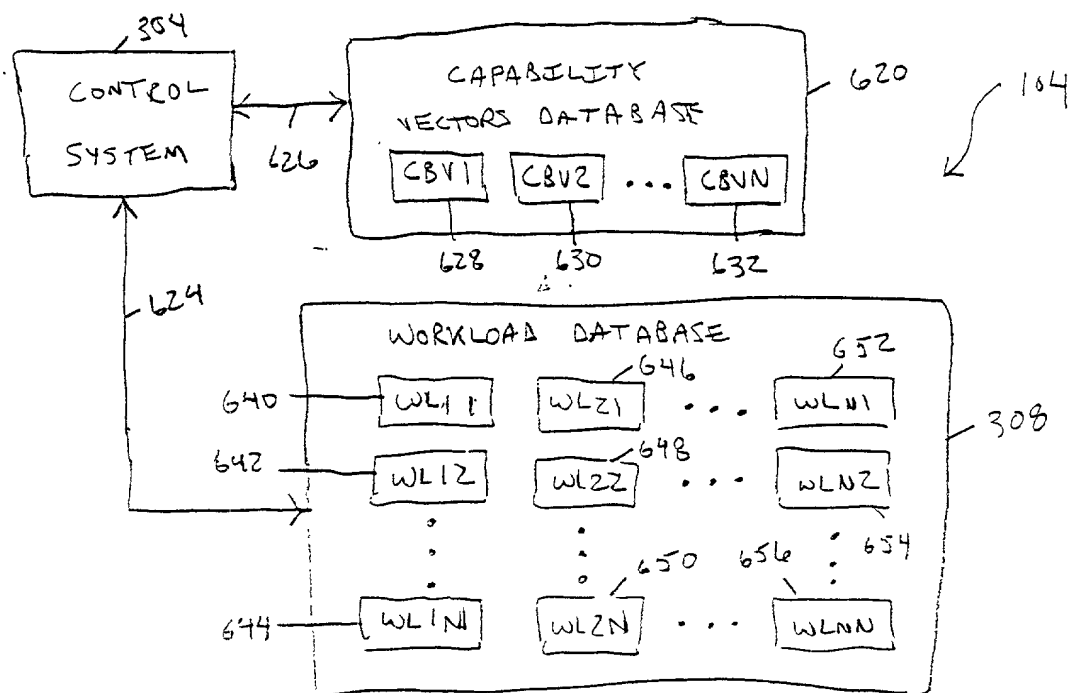 304
CONTROL
SYSTEM
626
CAPABILITY
VECTORS DATABASE
CBV1 CBV2 ... CBVN
628 630 632
620
104
624
WORKLOAD DATABASE
640 WL11 646 WL21 ... 652 WLN1
308
642 WL12 648 WL22 ... WLN2 654
644 WL1N 650 WL2N ... 656 WLNN